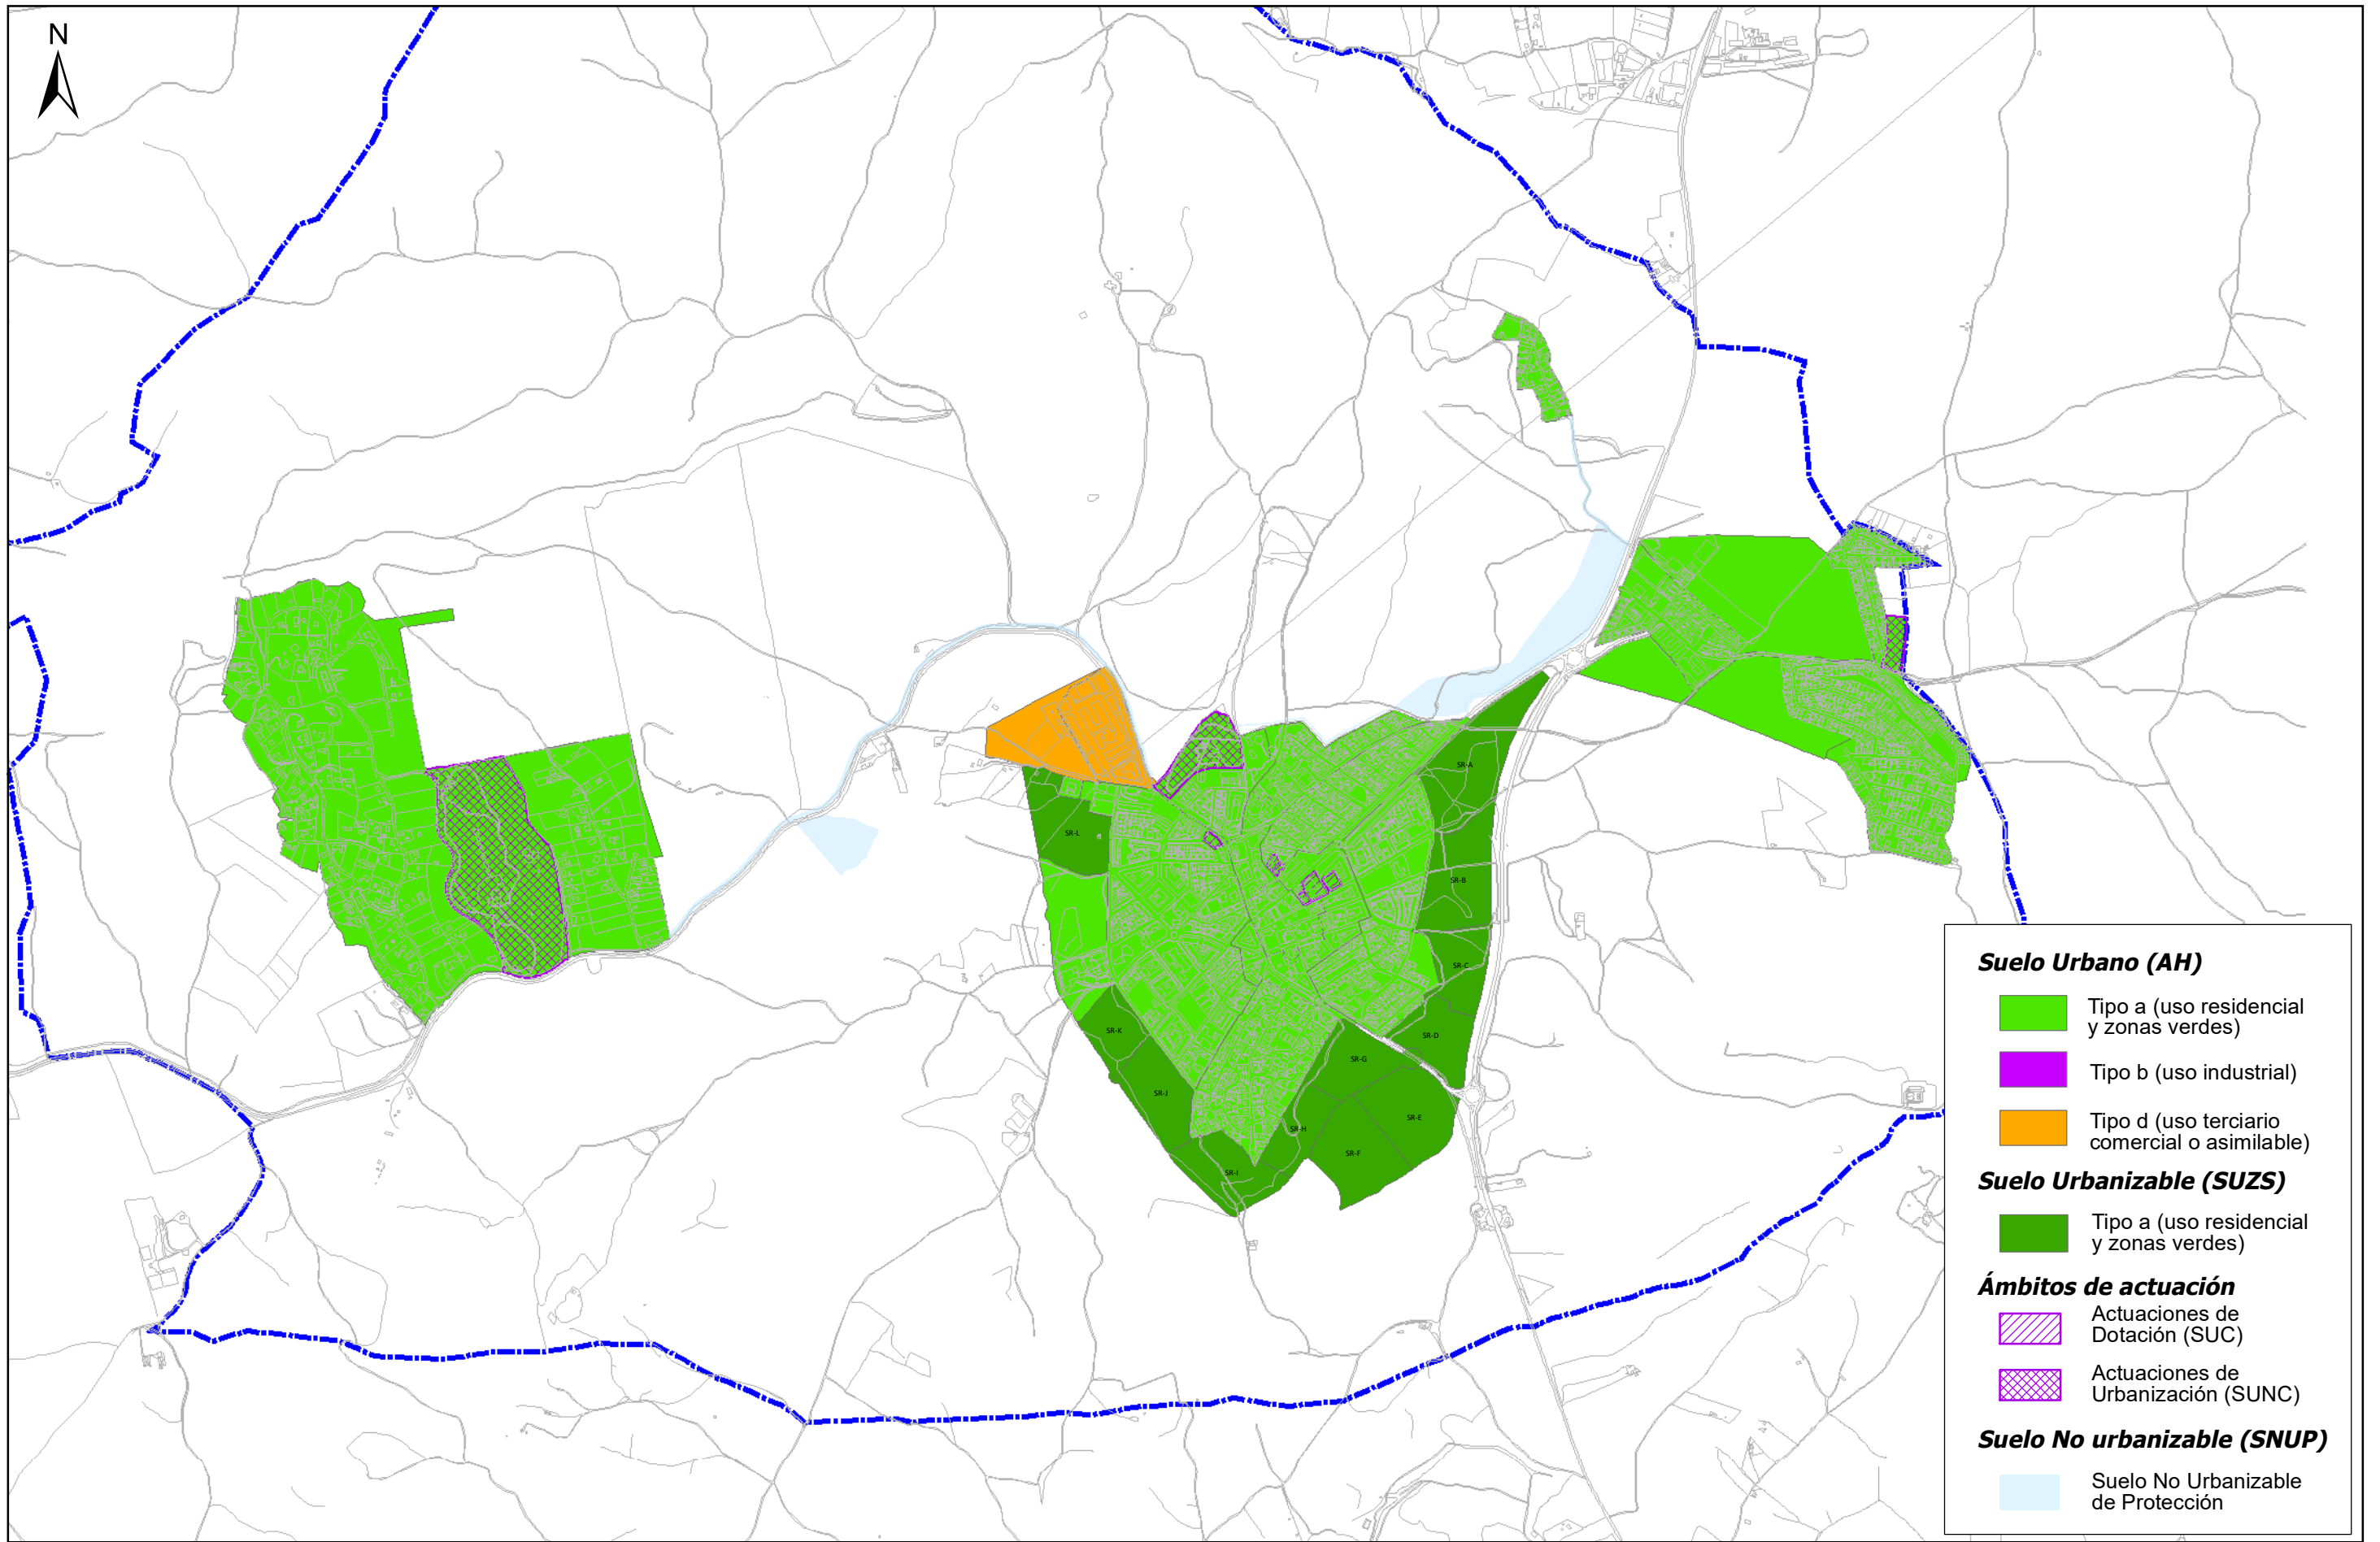 N
SR-A
SR-L
SR-B
SR-C
SR-K
SR-D
SR-G
SR-J
SR-E
SR-H
SR-F
SR-I
Suelo Urbano (AH)
Tipo a (uso residencial
y zonas verdes)
Tipo b (uso industrial)
Tipo d (uso terciario
comercial o asimilable)
Suelo Urbanizable (SUZS)
Tipo a (uso residencial
y zonas verdes)
Ámbitos de actuación
Actuaciones de
Dotación (SUC)
Actuaciones de
Urbanización (SUNC)
Suelo No urbanizable (SNUP)
Suelo No Urbanizable
de Protección